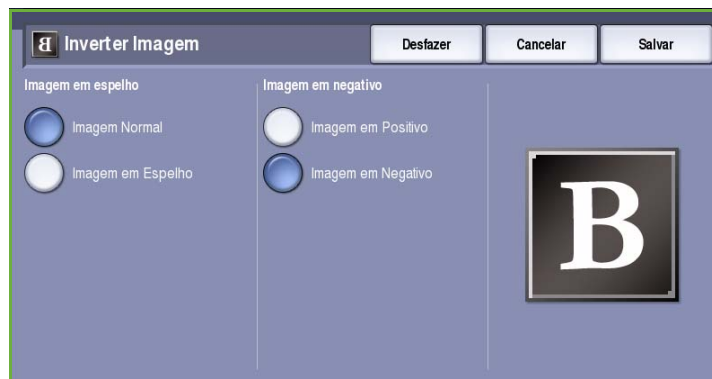 B Inverter Imagem
Desfazer
Cancelar
Salvar
Imagem em espelho
Imagem Normal
Imagem em Espelho
Imagem em negativo
Imagem em Positivo
Imagem em Negativo
B